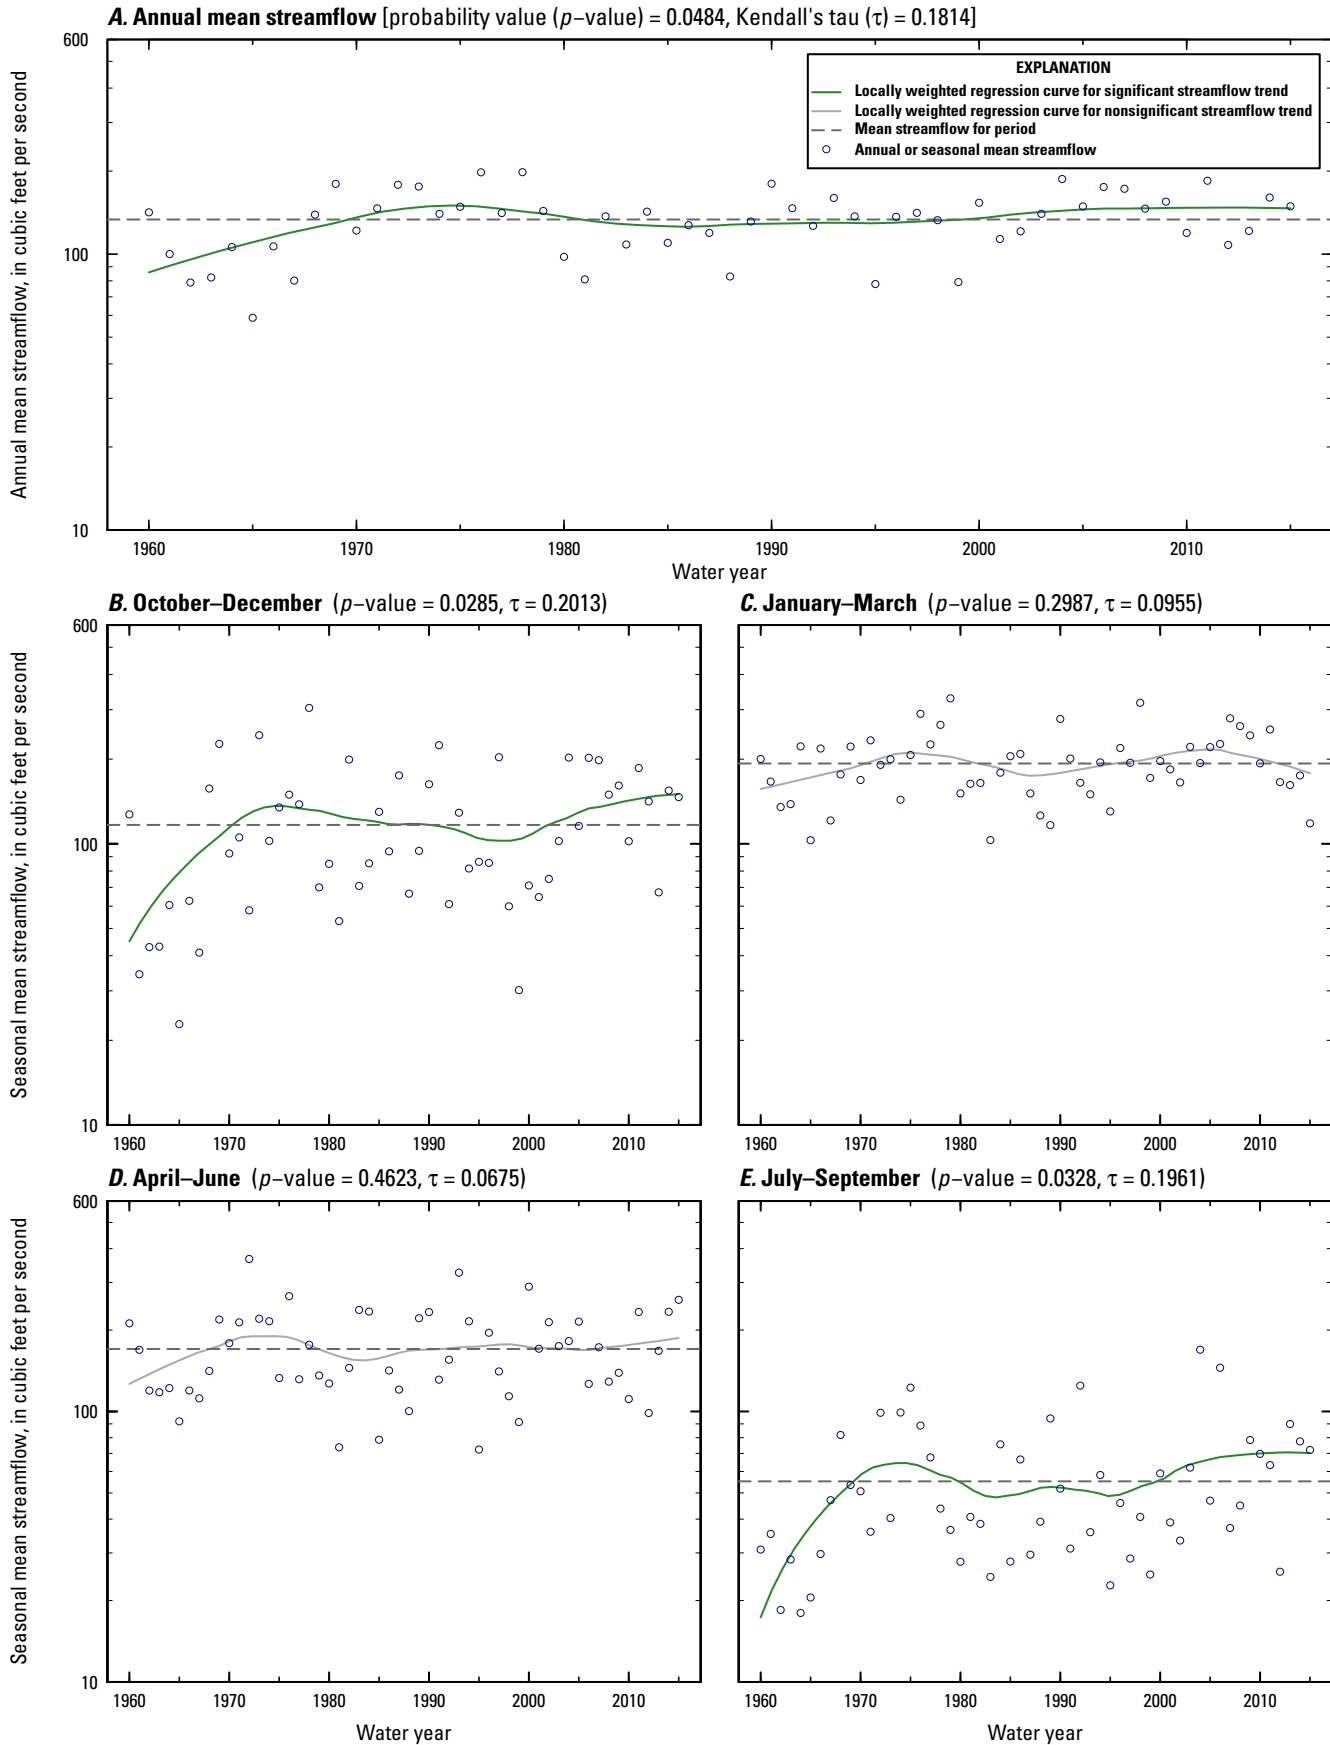 A. Annual mean streamflow [probability value (p–value) = 0.0484, Kendall's tau (τ) = 0.1814]
600
100
10
Annual mean streamflow, in cubic feet per second
EXPLANATION
Locally weighted regression curve for significant streamflow trend
Locally weighted regression curve for nonsignificant streamflow trend
Mean streamflow for period
Annual or seasonal mean streamflow
1960 1970 1980 1990 2000 2010
Water year
B. October–December (p–value = 0.0285, τ = 0.2013)
600
100
10
Seasonal mean streamflow, in cubic feet per second
1960 1970 1980 1990 2000 2010
C. January–March (p–value = 0.2987, τ = 0.0955)
1960 1970 1980 1990 2000 2010
D. April–June (p–value = 0.4623, τ = 0.0675)
600
100
10
Seasonal mean streamflow, in cubic feet per second
1960 1970 1980 1990 2000 2010
Water year
E. July–September (p–value = 0.0328, τ = 0.1961)
1960 1970 1980 1990 2000 2010
Water year